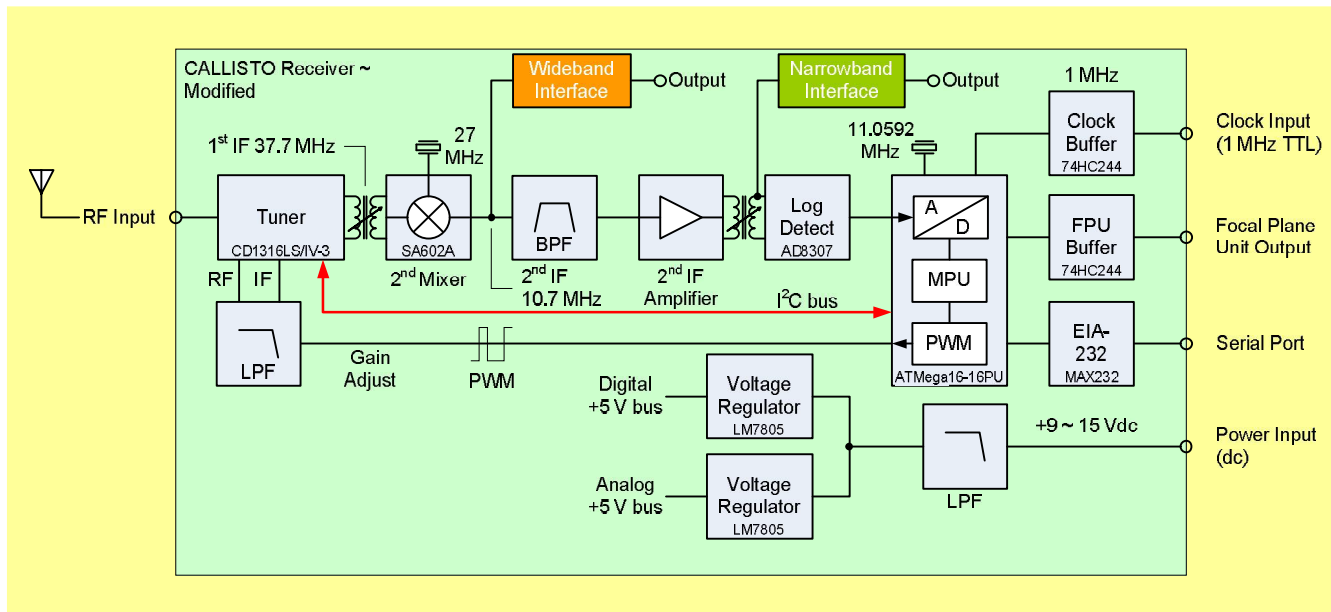 CALLISTO Receiver ~
Modified
Wideband
Interface
Output
Narrowband
Interface
Output
1 MHz
Clock
Buffer
74HC244
Clock Input
(1 MHz TTL)
1st IF 37.7 MHz
27
MHz
11.0592
MHz
RF Input
Tuner
CD1316LS/IV-3
SA602A
2nd Mixer
BPF
2nd IF
10.7 MHz
2nd IF
Amplifier
Log
Detect
AD8307
A
D
MPU
PWM
ATMega16-16PU
FPU
Buffer
74HC244
Focal Plane
Unit Output
RF
IF
I2C bus
LPF
Gain
Adjust
PWM
EIA-
232
MAX232
Serial Port
Digital
+5 V bus
Voltage
Regulator
LM7805
Analog
+5 V bus
Voltage
Regulator
LM7805
LPF
+9 ~ 15 Vdc
Power Input
(dc)